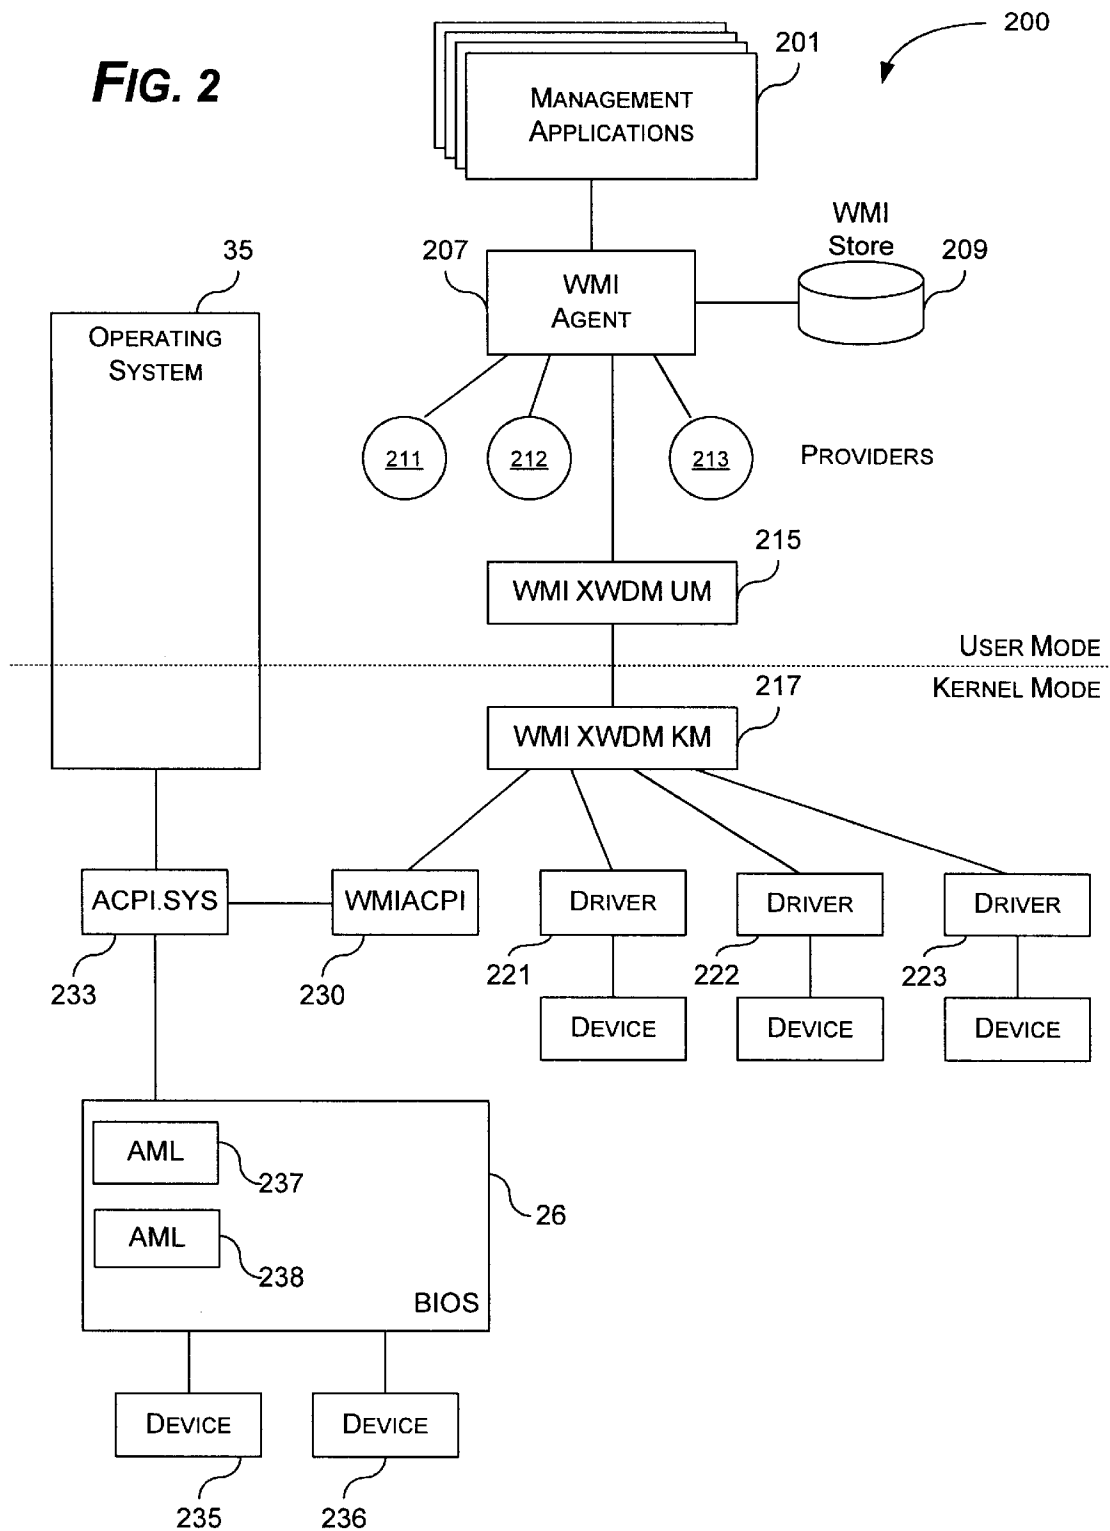 FIG. 2
200
201
MANAGEMENT
APPLICATIONS
WMI
Store
35
207
209
WMI
AGENT
OPERATING
SYSTEM
211
212
213
PROVIDERS
215
WMI XWDM UM
USER MODE
KERNEL MODE
217
WMI XWDM KM
ACPI.SYS
WMIACPI
DRIVER
DRIVER
DRIVER
233
230
221
222
223
DEVICE
DEVICE
DEVICE
AML
237
26
AML
238
BIOS
DEVICE
DEVICE
235
236